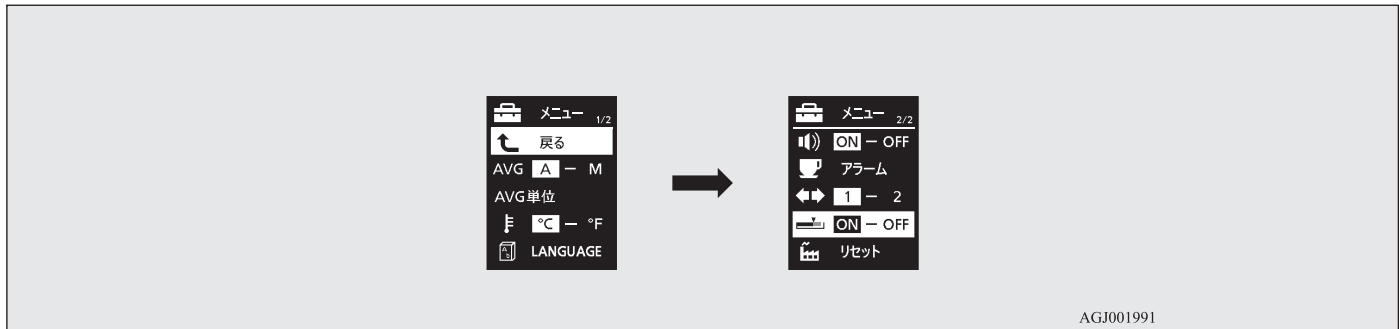 メニュー 1/2
戻る
AVG A － M
AVG単位
°C － °F
LANGUAGE
メニュー 2/2
ON － OFF
アラーム
1 － 2
ON － OFF
リセット
AGJ001991